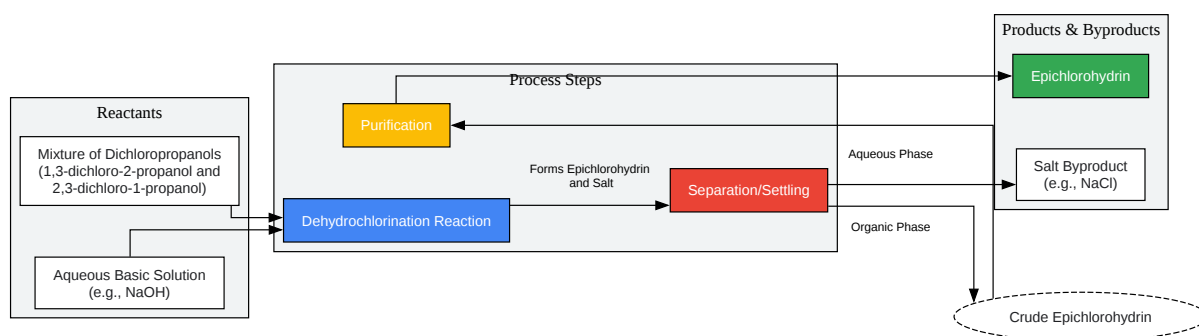 Products & Byproducts
Epichlorohydrin
Process Steps
Purification
Reactants
Mixture of Dichloropropanols
(1,3-dichloro-2-propanol and
2,3-dichloro-1-propanol)
Aqueous Phase
Salt Byproduct
(e.g., NaCl)
Forms Epichlorohydrin
and Salt
Separation/Settling
Dehydrochlorination Reaction
Organic Phase
Aqueous Basic Solution
(e.g., NaOH)
Crude Epichlorohydrin